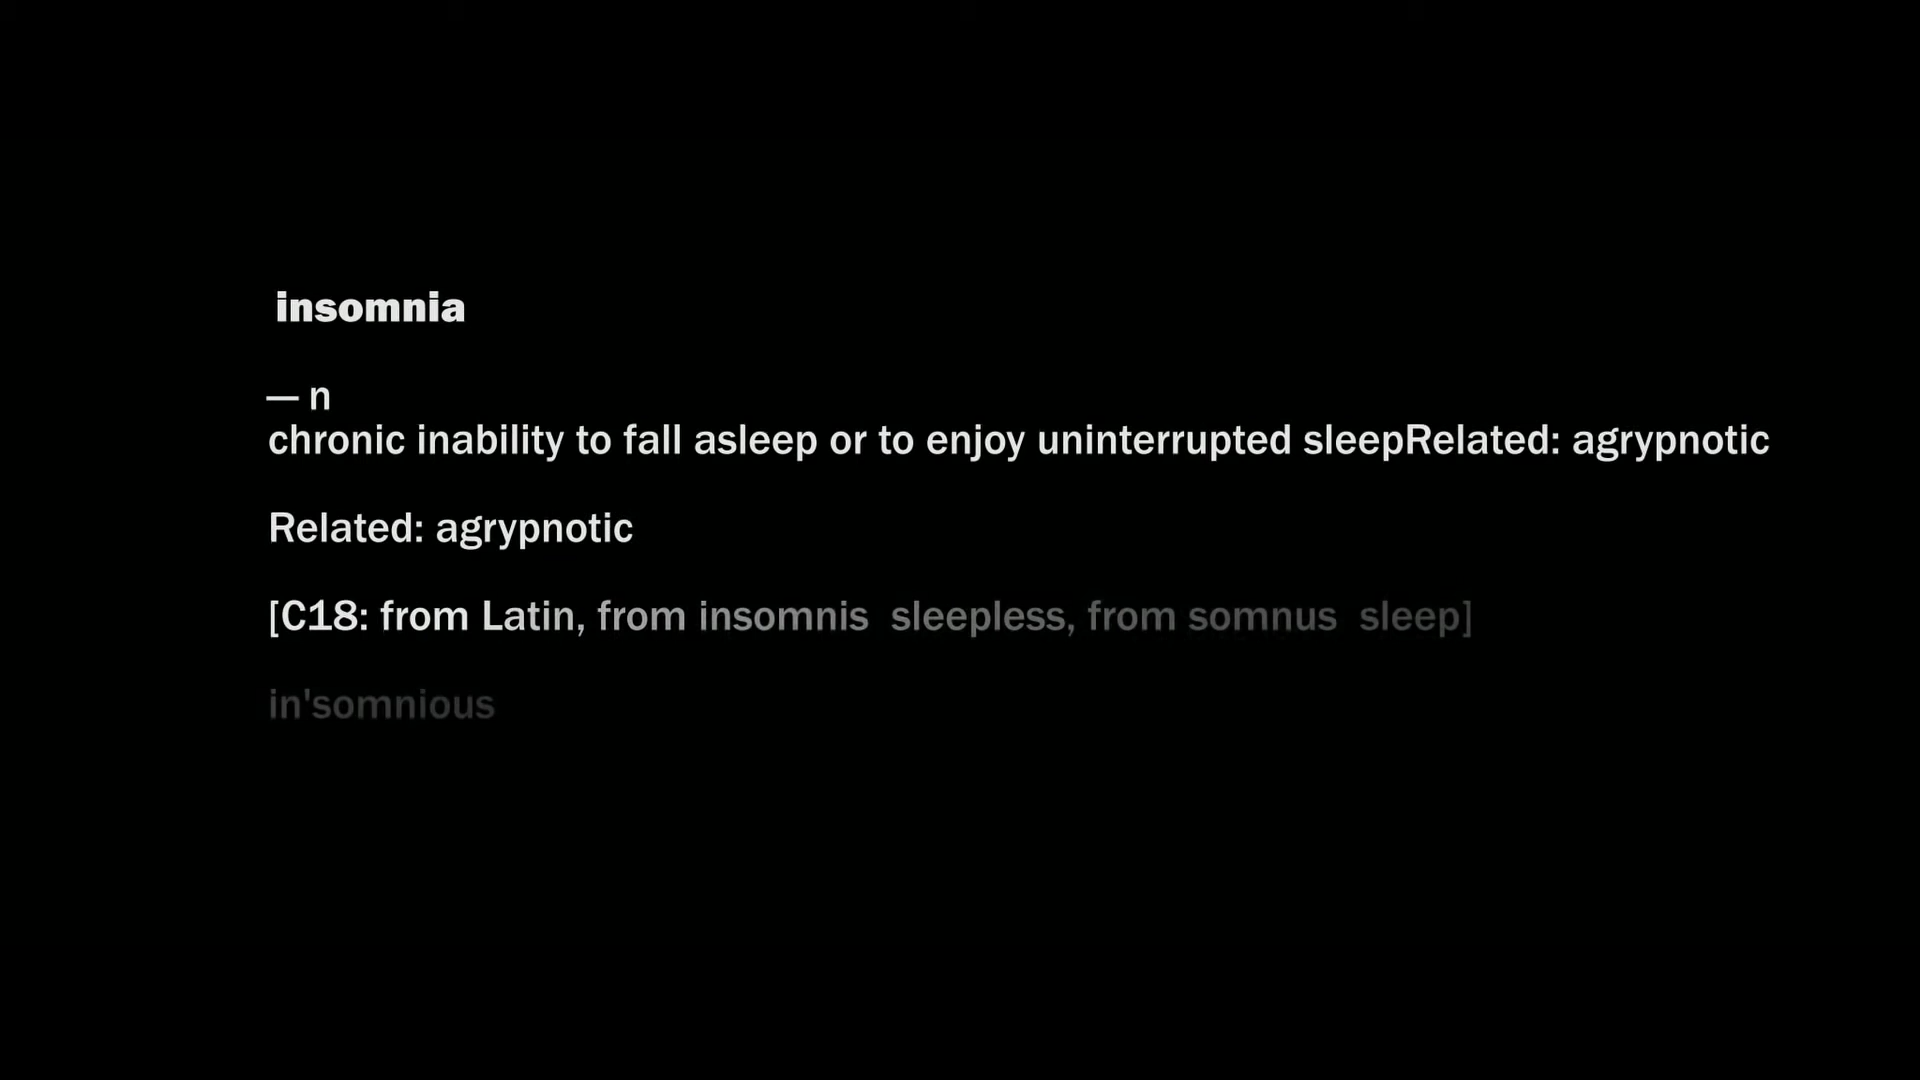 insomnia
— n
chronic inability to fall asleep or to enjoy uninterrupted sleepRelated: agrypnotic
Related: agrypnotic
[C18: from Latin, from insomnis  sleepless, from somnus  sleep]
in'somnious